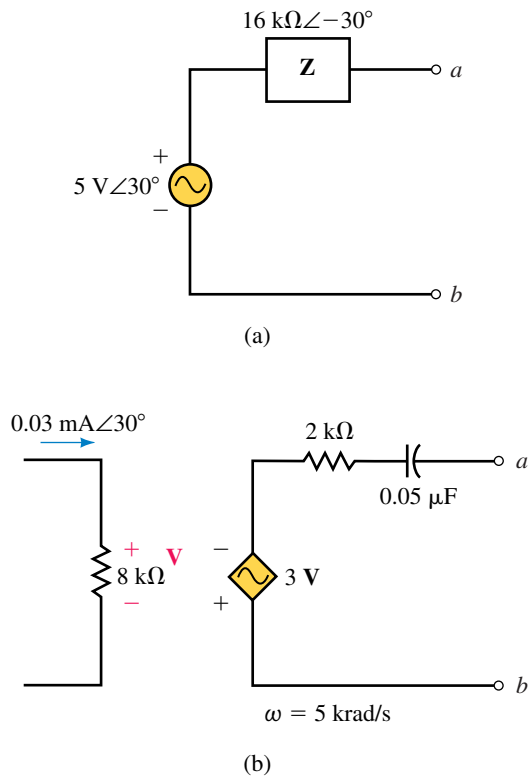 16 kΩ∠−30°
Z
a
+
5 V∠30°
−
b
(a)
0.03 mA∠30°
2 kΩ
a
0.05 μF
+
V
−
8 kΩ
3 V
−
+
b
ω = 5 krad/s
(b)